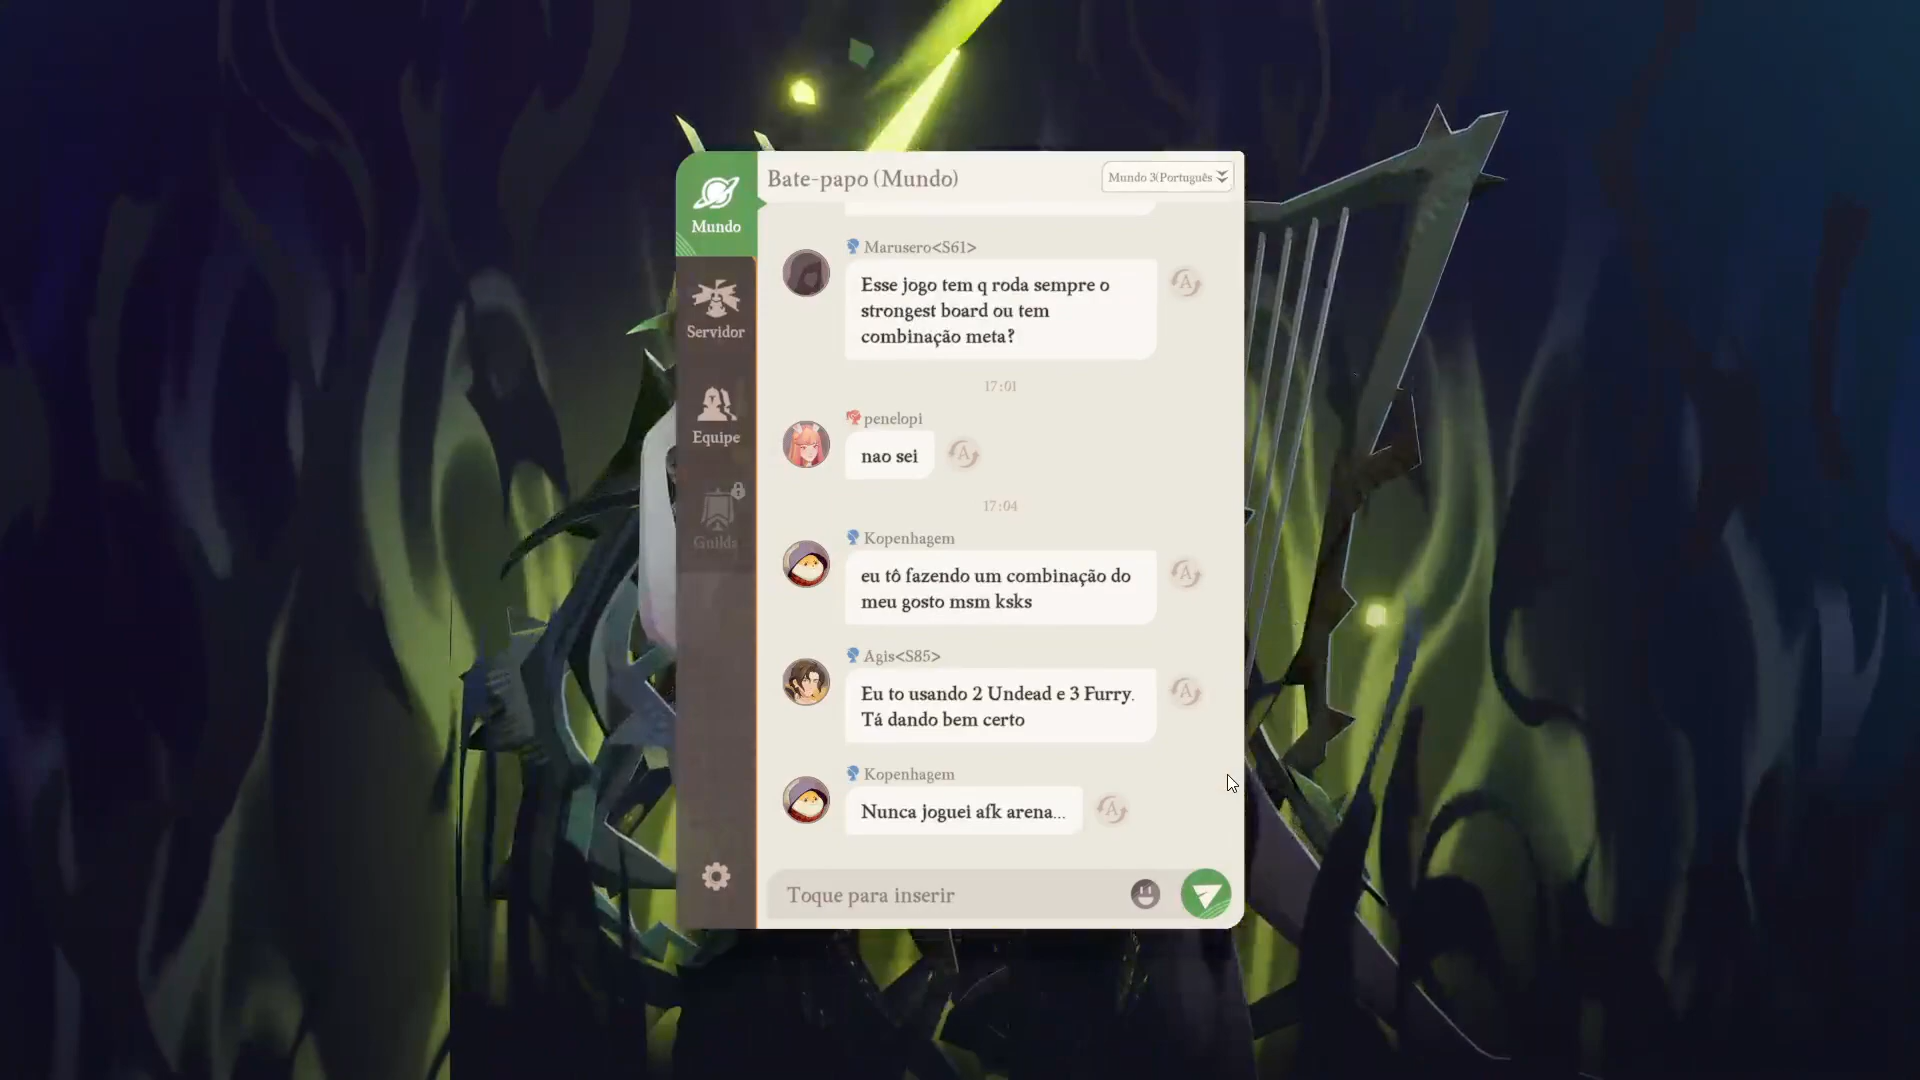 Mundo
Bate-papo (Mundo)
Mundo 3(Português
Servidor
Equipe
Guilda
Marusero<S61>
Esse jogo tem q roda sempre o
strongest board ou tem
combinação meta?
17:01
penelopi
nao sei
17:04
Kopenhagem
eu tô fazendo um combinação do
meu gosto msm ksks
Agis<S85>
Eu to usando 2 Undead e 3 Furry.
Tá dando bem certo
Kopenhagem
Nunca joguei afk arena...
Toque para inserir